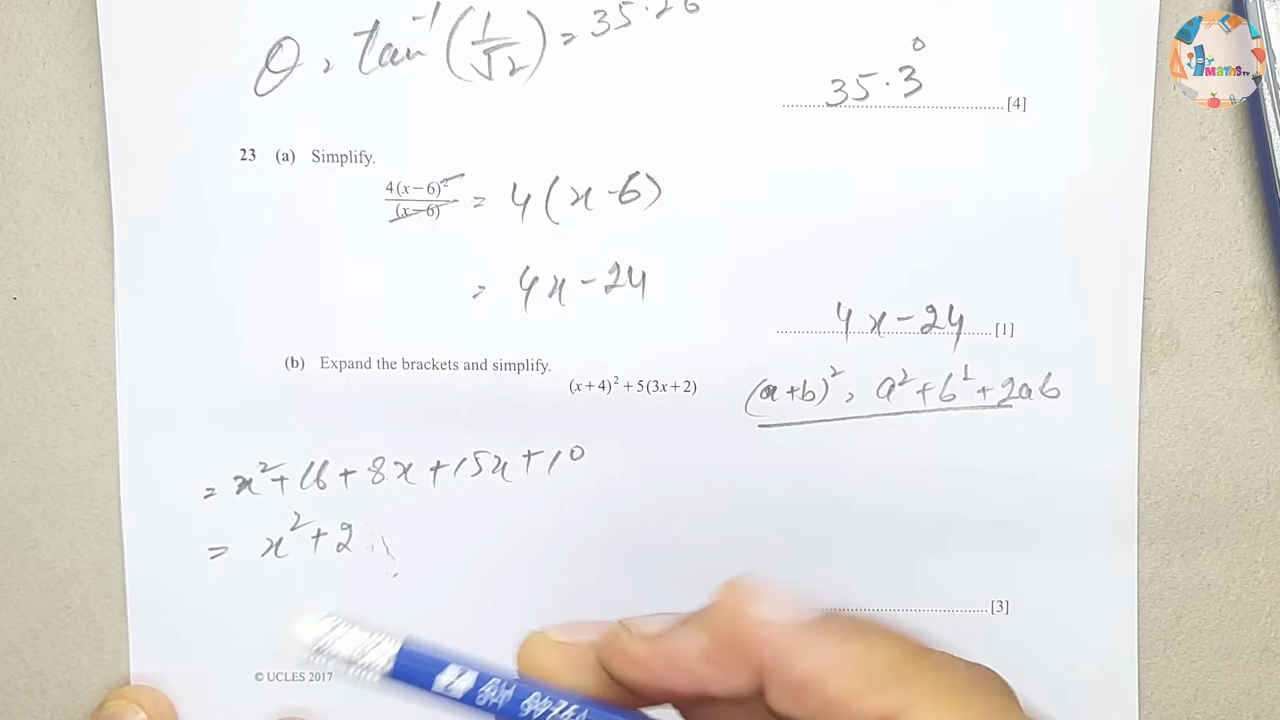 θ = tan⁻¹ (1/√2) = 35.26
35.3°
[4]
23 (a) Simplify.
4(x−6)²/(x−6) = 4(x-6)
= 4x-24
4x-24 [1]
(b) Expand the brackets and simplify.
(x+4)²+5(3x+2)
(a+b)² = a²+b²+2ab
= x²+16+8x+15x+10
= x²+2
[3]
© UCLES 2017
MATHS TV